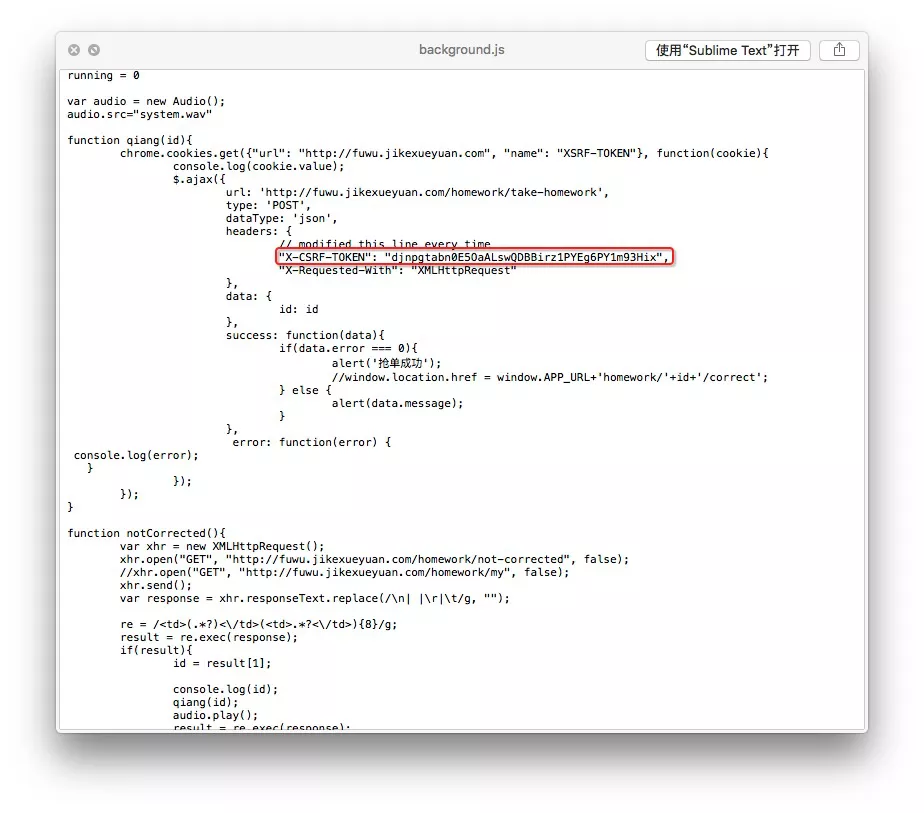 background.js
使用“Sublime Text”打开
running = 0
var audio = new Audio();
audio.src="system.wav"
function qiang(id){
chrome.cookies.get({"url": "http://fuwu.jikexueyuan.com", "name": "XSRF-TOKEN"}, function(cookie){
console.log(cookie.value);
$.ajax({
url: 'http://fuwu.jikexueyuan.com/homework/take-homework',
type: 'POST',
dataType: 'json',
headers: {
// modified this line every time
"X-CSRF-TOKEN": "djnpgtabn0E5OaALswQDBBirz1PYEg6PY1m93Hix",
"X-Requested-With": "XMLHttpRequest"
},
data: {
id: id
},
success: function(data){
if(data.error === 0){
alert('抢单成功');
//window.location.href = window.APP_URL+'homework/'+id+'/correct';
} else {
alert(data.message);
}
},
error: function(error) {
console.log(error);
}
});
});
}
function notCorrected(){
var xhr = new XMLHttpRequest();
xhr.open("GET", "http://fuwu.jikexueyuan.com/homework/not-corrected", false);
//xhr.open("GET", "http://fuwu.jikexueyuan.com/homework/my", false);
xhr.send();
var response = xhr.responseText.replace(/\n| |\r|\t/g, "");
re = /<td>(.*?)<\/td>(<td>.*?<\/td>){8}/g;
result = re.exec(response);
if(result){
id = result[1];
console.log(id);
qiang(id);
audio.play();
result = re.exec(response);